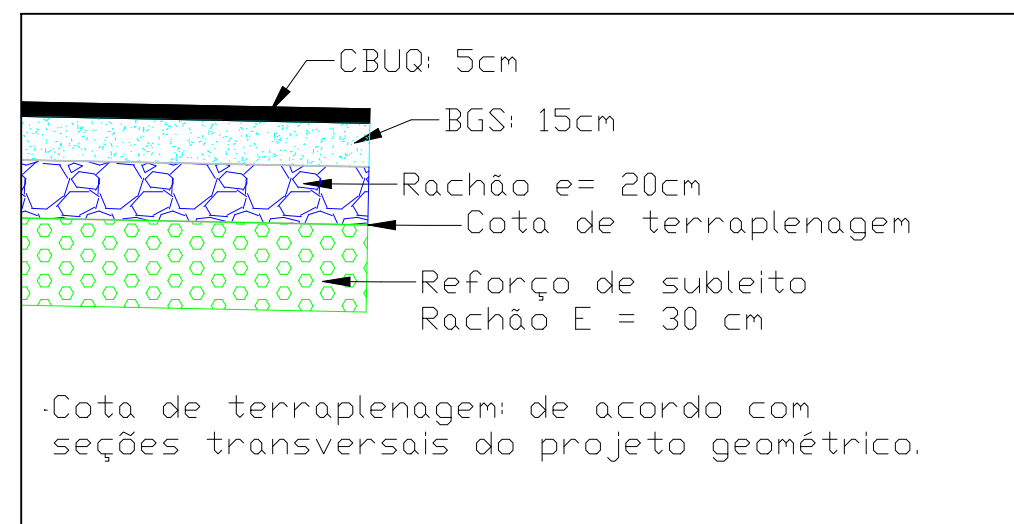 CBUQ: 5cm
BGS: 15cm
Rachão e= 20cm
Cota de terraplenagem
Reforço de subleito
Rachão E = 30 cm
-Cota de terraplenagem: de acordo com
seções transversais do projeto geométrico.